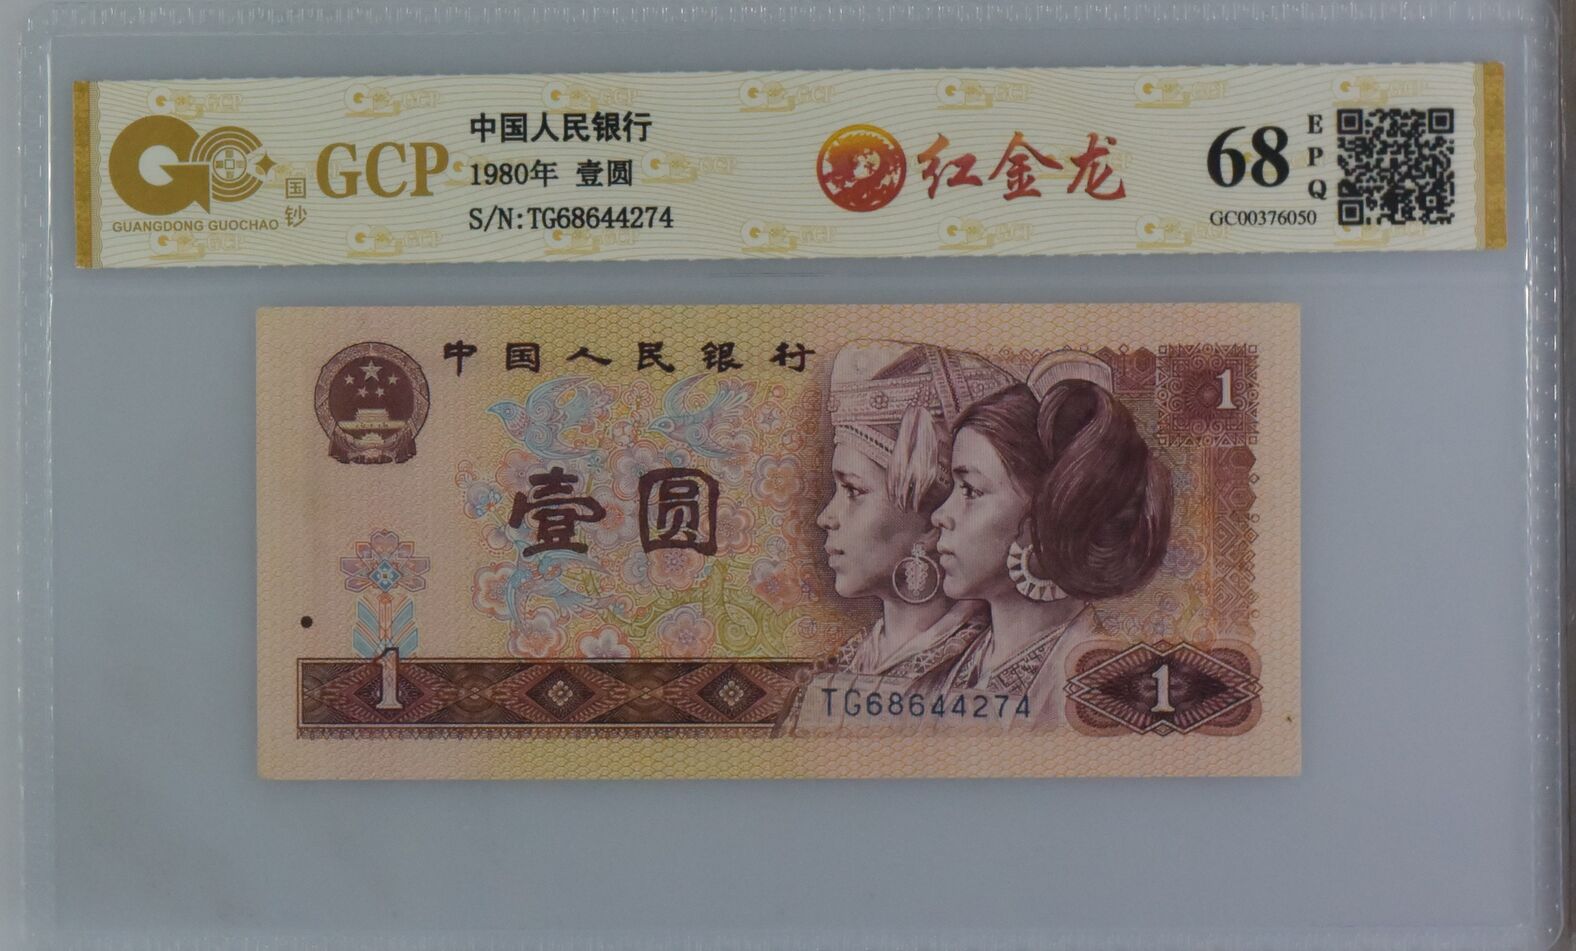 GUANGDONG GUOCHAO
国钞
GCP
中国人民银行
1980年 壹圆
S/N:TG68644274
红金龙
68
EPQ
GC00376050
中国人民银行
1
壹圆
1
TG68644274
1